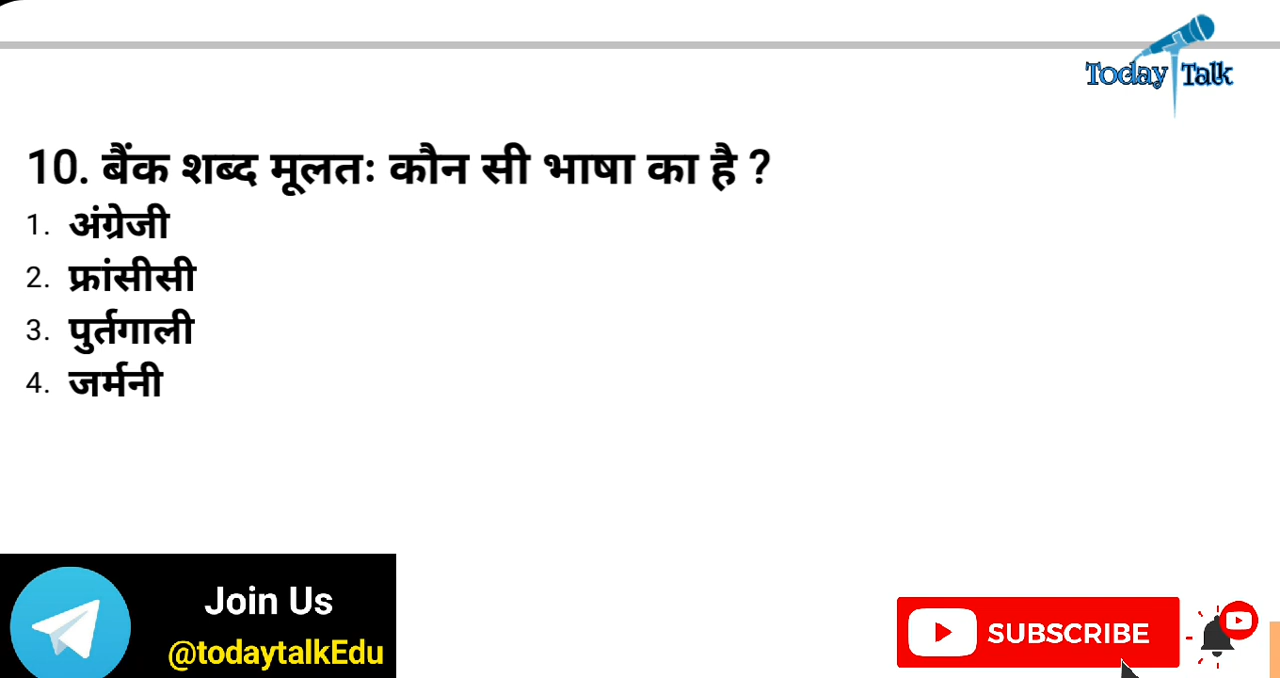 Today Talk
10. बैंक शब्द मूलतः कौन सी भाषा का है ?
1. अंग्रेजी
2. फ्रांसीसी
3. पुर्तगाली
4. जर्मनी
Join Us
@todaytalkEdu
SUBSCRIBE